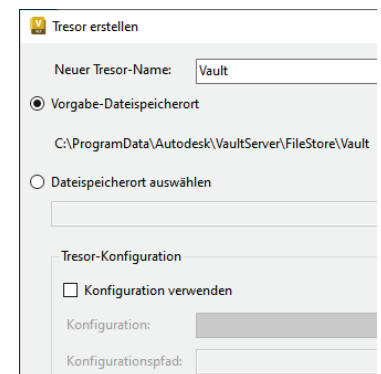 Tresor erstellen
Neuer Tresor-Name: Vault
Vorgabe-Dateispeicherort
C:\ProgramData\Autodesk\VaultServer\FileStore\Vault
Dateispeicherort auswählen
Tresor-Konfiguration
Konfiguration verwenden
Konfiguration:
Konfigurationspfad: